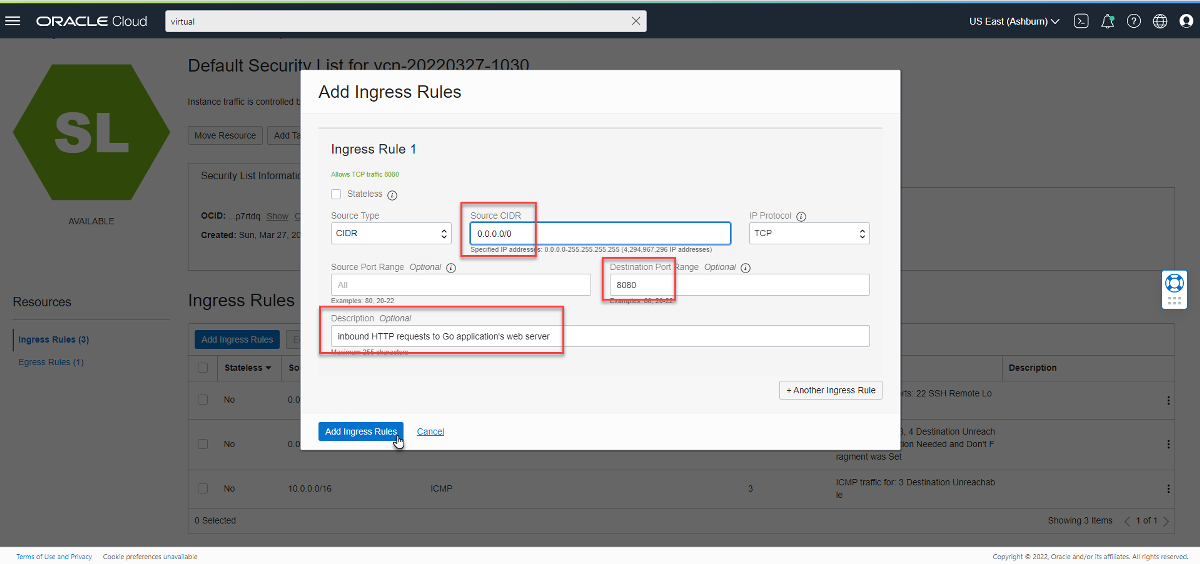 ORACLE Cloud
virtual
US East (Ashburn)
Default Security List for vcn-20220327-1030
Instance traffic is controlled b
Move Resource
Add Ta
Security List Informatio
OCID: ...p7rtdq Show
Created: Sun, Mar 27, 20
SL
AVAILABLE
Add Ingress Rules
Ingress Rule 1
Allows TCP traffic 8080
Stateless
Source Type
Source CIDR
IP Protocol
CIDR
0.0.0.0/0
TCP
Specified IP addresses: 0.0.0.0-255.255.255.255 (4,294,967,296 IP addresses)
Source Port Range Optional
Destination Port Range Optional
All
8080
Examples: 80, 20-22
Examples: 80, 20-22
Description Optional
inbound HTTP requests to Go application's web server
Maximum 255 characters
+ Another Ingress Rule
Add Ingress Rules
Cancel
Resources
Ingress Rules (3)
Egress Rules (1)
Ingress Rules
Add Ingress Rules
Stateless
So
Description
No
0.0
rts: 22 SSH Remote Lo
No
0.0
3, 4 Destination Unreach
tion Needed and Don't F
ragment was Set
No
10.0.0.0/16
ICMP
3
ICMP traffic for: 3 Destination Unreachab
le
0 Selected
Showing 3 Items
1 of 1
Terms of Use and Privacy
Cookie preferences unavailable
Copyright © 2022, Oracle and/or its affiliates. All rights reserved.